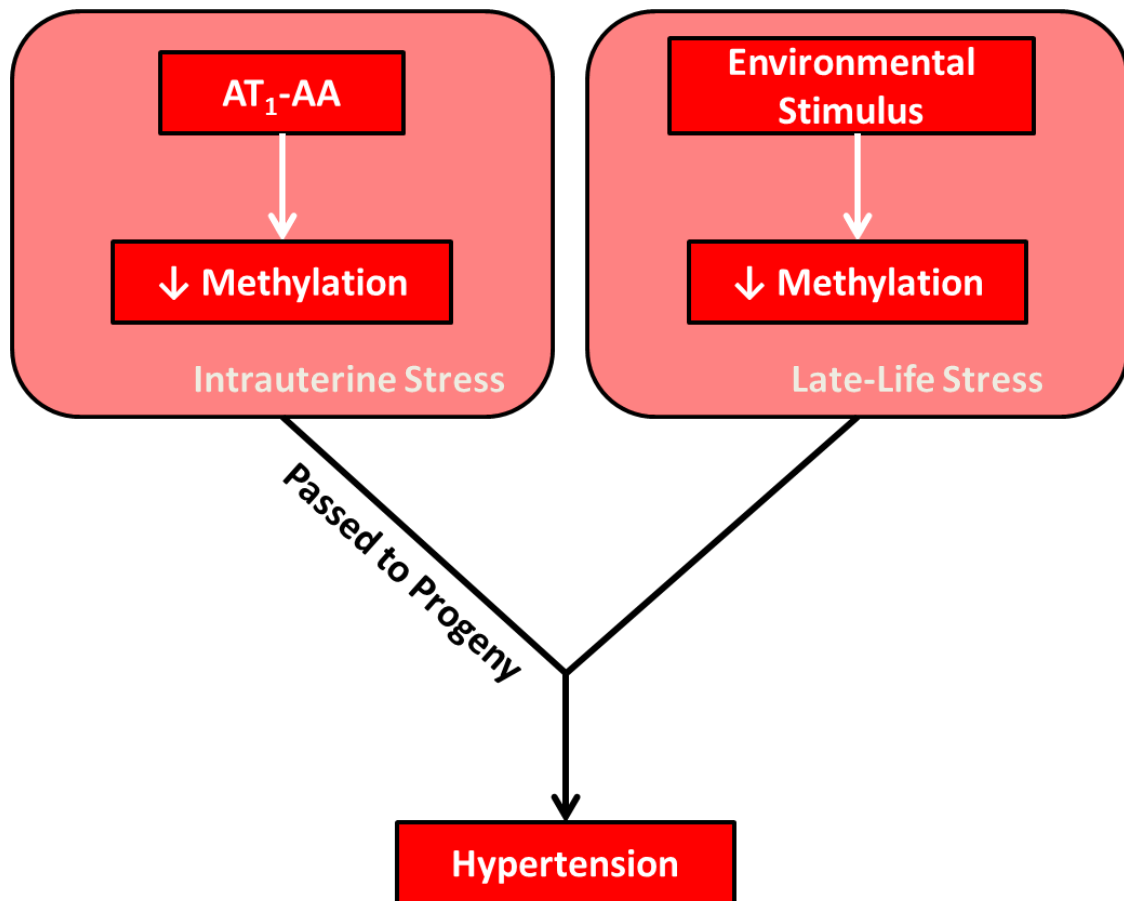 AT₁-AA
↓ Methylation
Intrauterine Stress
Environmental
Stimulus
↓ Methylation
Late-Life Stress
Passed to Progeny
Hypertension